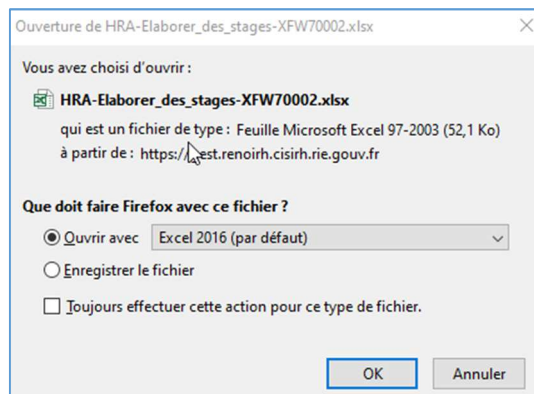 Ouverture de HRA-Elaborer_des_stages-XFW70002.xlsx
Vous avez choisi d'ouvrir :
HRA-Elaborer_des_stages-XFW70002.xlsx
qui est un fichier de type : Feuille Microsoft Excel 97-2003 (52,1 Ko)
à partir de : https://
est.renoirh.cisirh.rie.gouv.fr
Que doit faire Firefox avec ce fichier ?
Ouvrir avec Excel 2016 (par défaut)
Enregistrer le fichier
Toujours effectuer cette action pour ce type de fichier.
OK Annuler